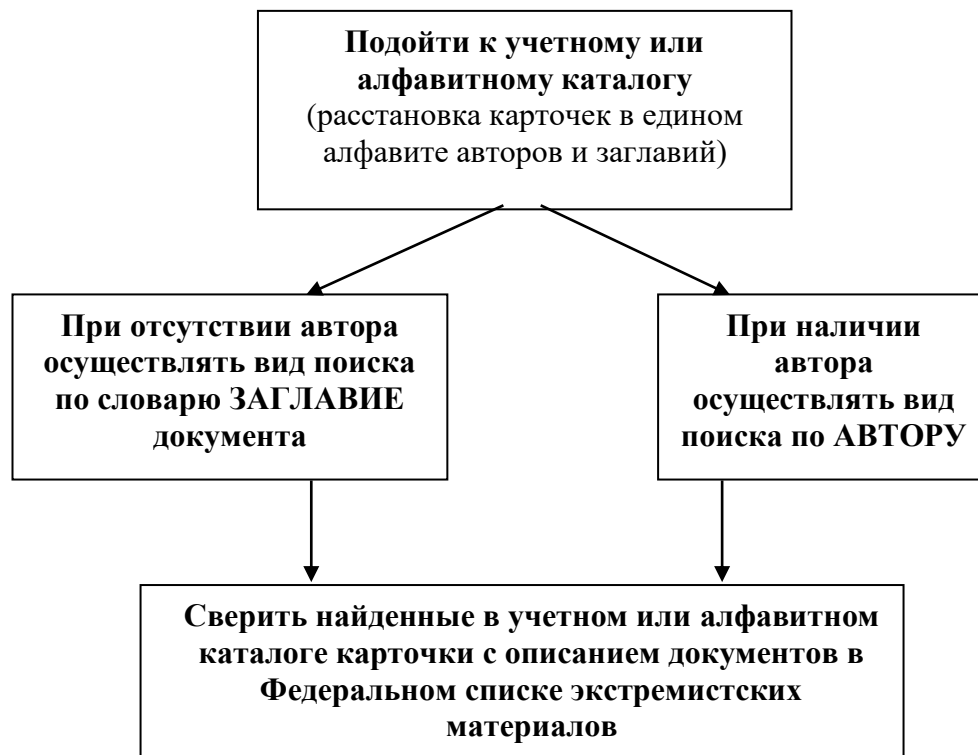 Подойти к учетному или
алфавитному каталогу
(расстановка карточек в едином
алфавите авторов и заглавий)
При отсутствии автора
осуществлять вид поиска
по словарю ЗАГЛАВИЕ
документа
При наличии
автора
осуществлять вид
поиска по АВТОРУ
Сверить найденные в учетном или алфавитном
каталоге карточки с описанием документов в
Федеральном списке экстремистских
материалов